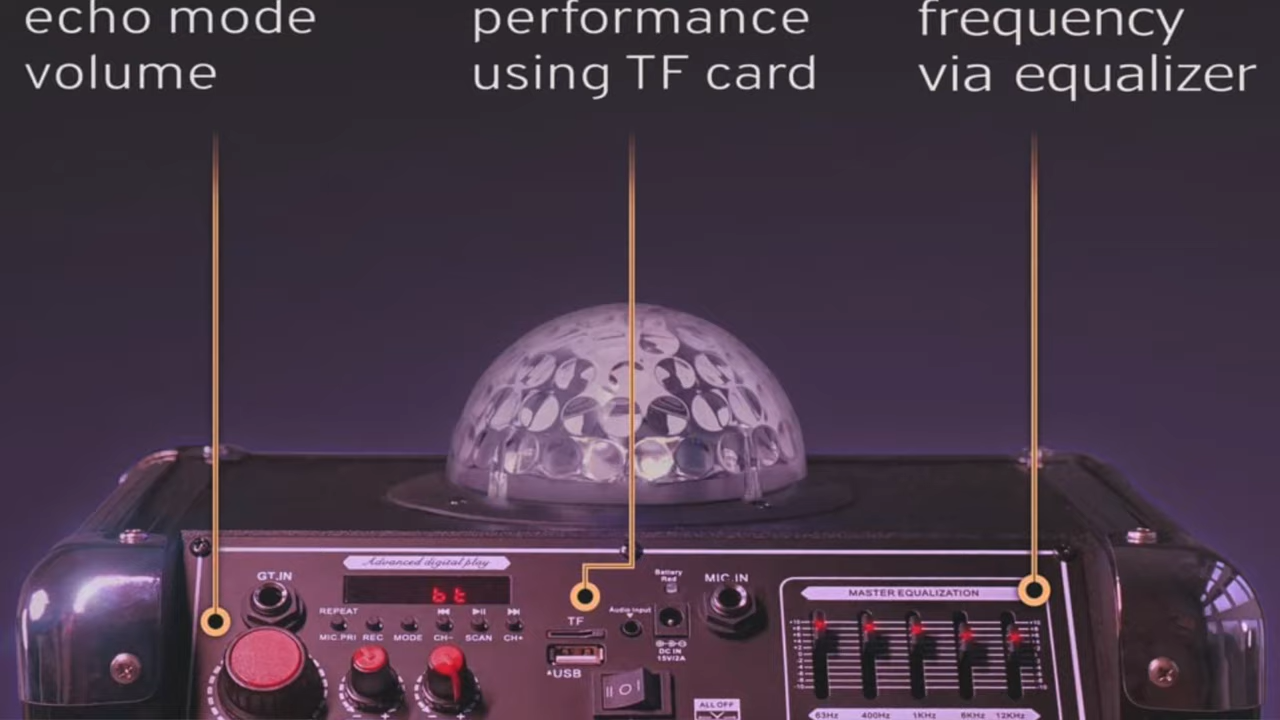 echo mode
volume
performance
using TF card
frequency
via equalizer
Advanced digital play
GT.IN
bt
REPEAT
MIC.PRI REC MODE CH- SCAN CH+
TF
USB
Audio Input
Battery
Red
DC IN
15V/2A
MIC.IN
ALL OFF
MASTER EQUALIZATION
63Hz 400Hz 1KHz 12KHz